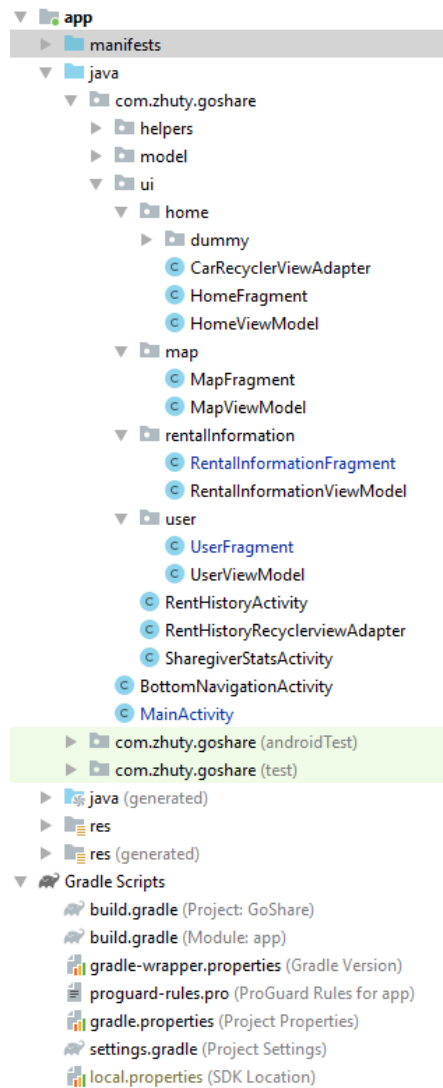 app
manifests
java
com.zhuty.goshare
helpers
model
ui
home
dummy
CarRecyclerViewAdapter
HomeFragment
HomeViewModel
map
MapFragment
MapViewModel
rentalInformation
RentalInformationFragment
RentalInformationViewModel
user
UserFragment
UserViewModel
RentHistoryActivity
RentHistoryRecyclerviewAdapter
SharegiverStatsActivity
BottomNavigationActivity
MainActivity
com.zhuty.goshare (androidTest)
com.zhuty.goshare (test)
java (generated)
res
res (generated)
Gradle Scripts
build.gradle (Project: GoShare)
build.gradle (Module: app)
gradle-wrapper.properties (Gradle Version)
proguard-rules.pro (ProGuard Rules for app)
gradle.properties (Project Properties)
settings.gradle (Project Settings)
local.properties (SDK Location)